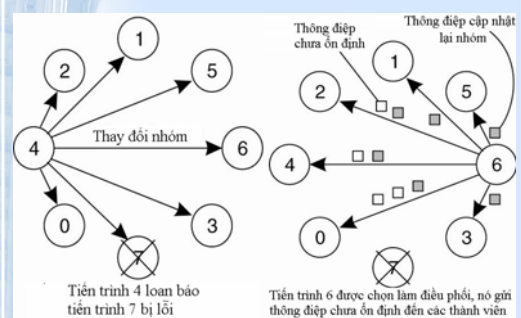 Thông điệp
chưa ổn định
Thông điệp cập nhật
lại nhóm
1
2
5
4
Thay đổi nhóm
6
0
3
7
Tiến trình 4 loan báo
tiến trình 7 bị lỗi
1
2
5
4
6
0
3
7
Tiến trình 6 được chọn làm điều phối, nó gửi
thông điệp chưa ổn định đến các thành viên